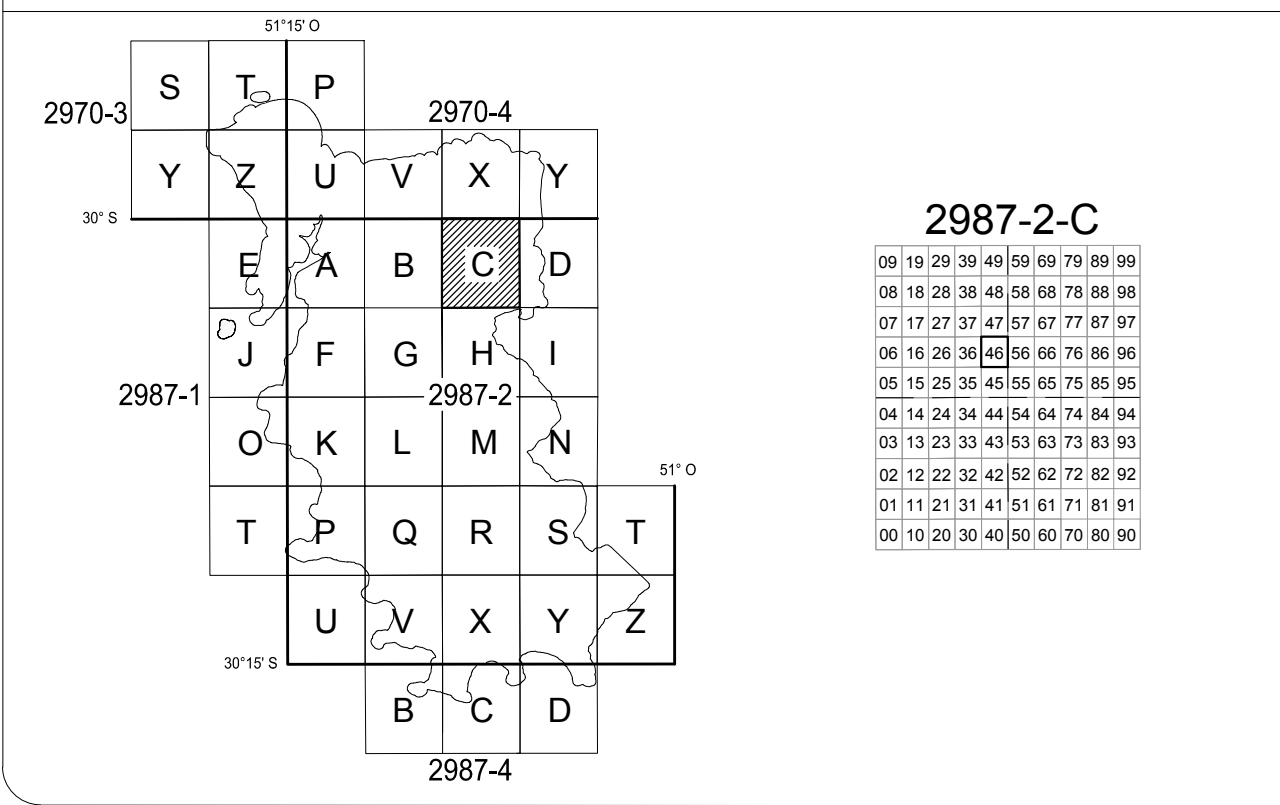 51°15' O
S T P
2970-3
2970-4
Y Z U V X Y
30° S
E A B C D
J F G H I
2987-1
2987-2
O K L M N
51° O
T P Q R S T
U V X Y Z
30°15' S
B C D
2987-4
2987-2-C
09 19 29 39 49 59 69 79 89 99
08 18 28 38 48 58 68 78 88 98
07 17 27 37 47 57 67 77 87 97
06 16 26 36 46 56 66 76 86 96
05 15 25 35 45 55 65 75 85 95
04 14 24 34 44 54 64 74 84 94
03 13 23 33 43 53 63 73 83 93
02 12 22 32 42 52 62 72 82 92
01 11 21 31 41 51 61 71 81 91
00 10 20 30 40 50 60 70 80 90